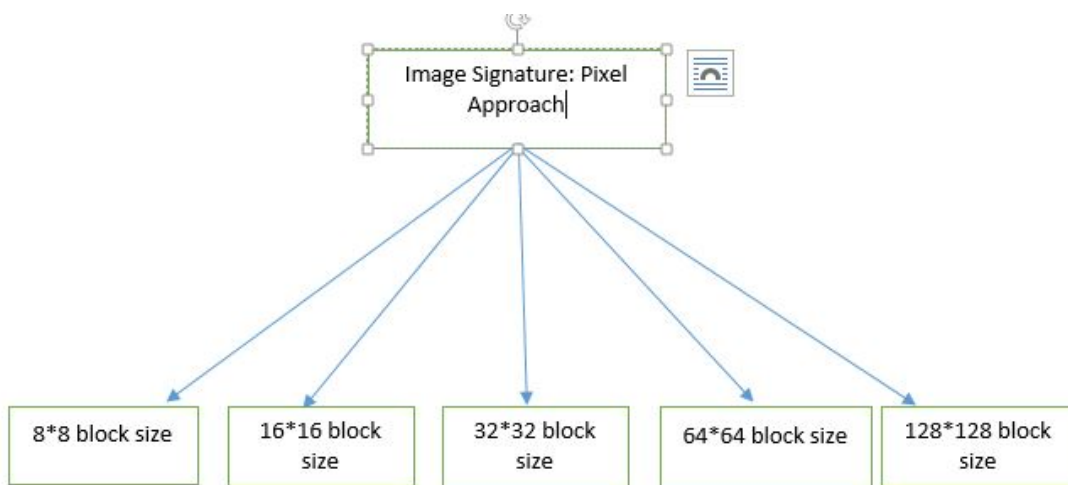 Image Signature: Pixel
Approach
8*8 block size
16*16 block
size
32*32 block
size
64*64 block size
128*128 block
size